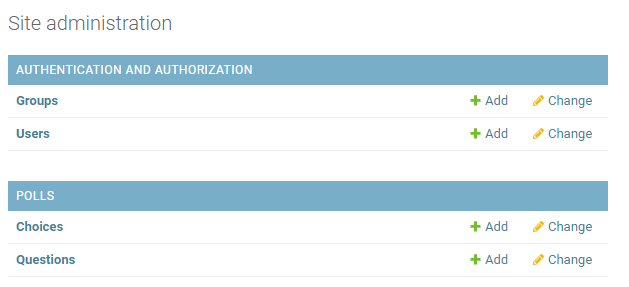 Site administration
AUTHENTICATION AND AUTHORIZATION
Groups Add Change
Users Add Change
POLLS
Choices Add Change
Questions Add Change